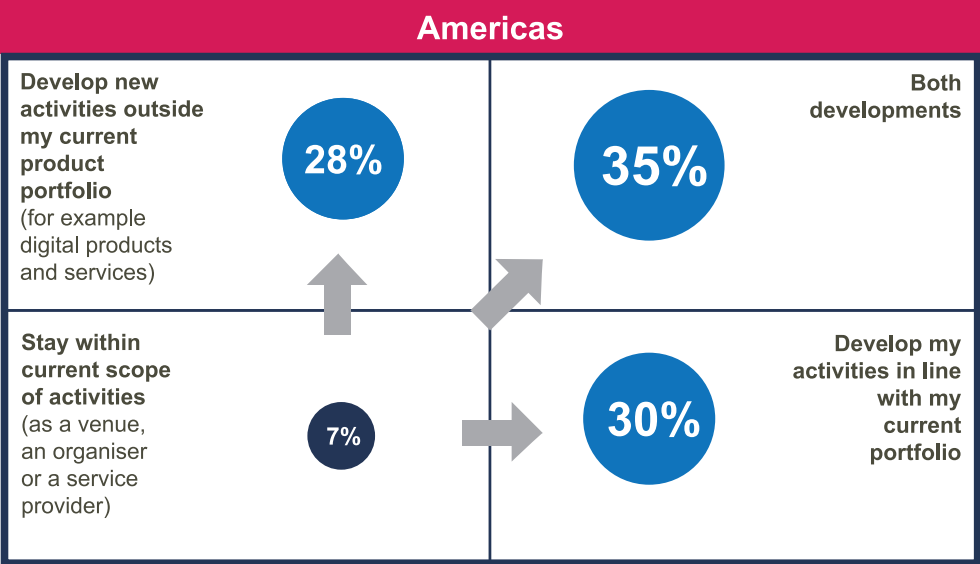 Americas
Develop new
activities outside
my current
product
portfolio
(for example
digital products
and services)
28%
35%
Both
developments
Stay within
current scope
of activities
(as a venue,
an organiser
or a service
provider)
7%
30%
Develop my
activities in line
with my
current
portfolio